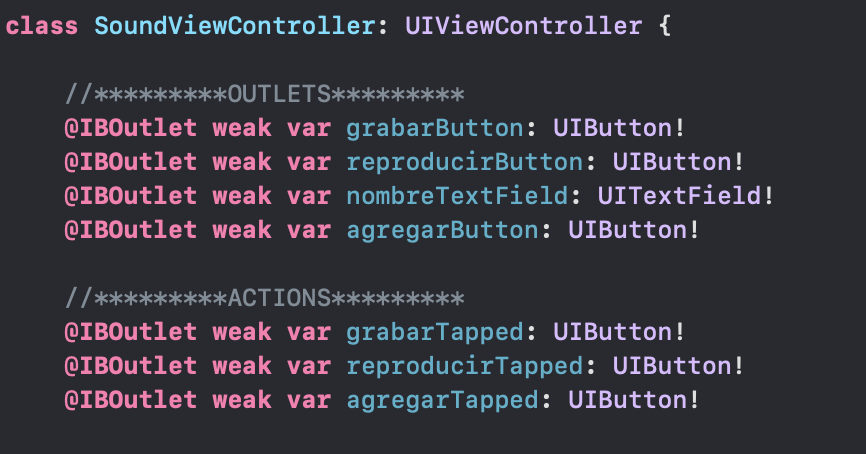 class SoundViewController: UIViewController {
//*********OUTLETS*********
@IBOutlet weak var grabarButton: UIButton!
@IBOutlet weak var reproducirButton: UIButton!
@IBOutlet weak var nombreTextField: UITextField!
@IBOutlet weak var agregarButton: UIButton!
//*********ACTIONS*********
@IBOutlet weak var grabarTapped: UIButton!
@IBOutlet weak var reproducirTapped: UIButton!
@IBOutlet weak var agregarTapped: UIButton!